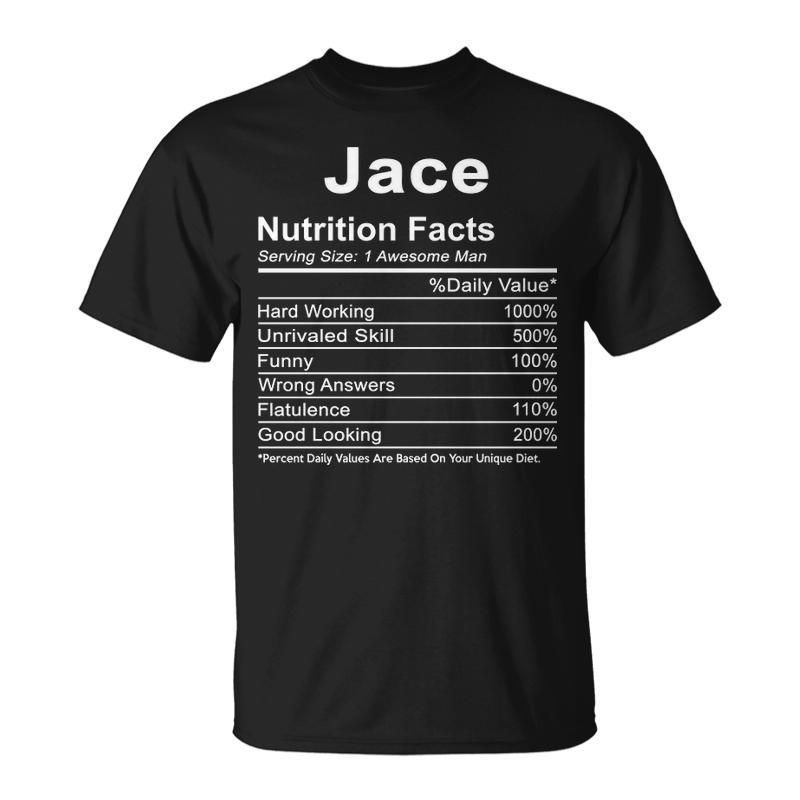 Jace
Nutrition Facts
Serving Size: 1 Awesome Man
%Daily Value*
Hard Working 1000%
Unrivaled Skill 500%
Funny 100%
Wrong Answers 0%
Flatulence 110%
Good Looking 200%
*Percent Daily Values Are Based On Your Unique Diet.